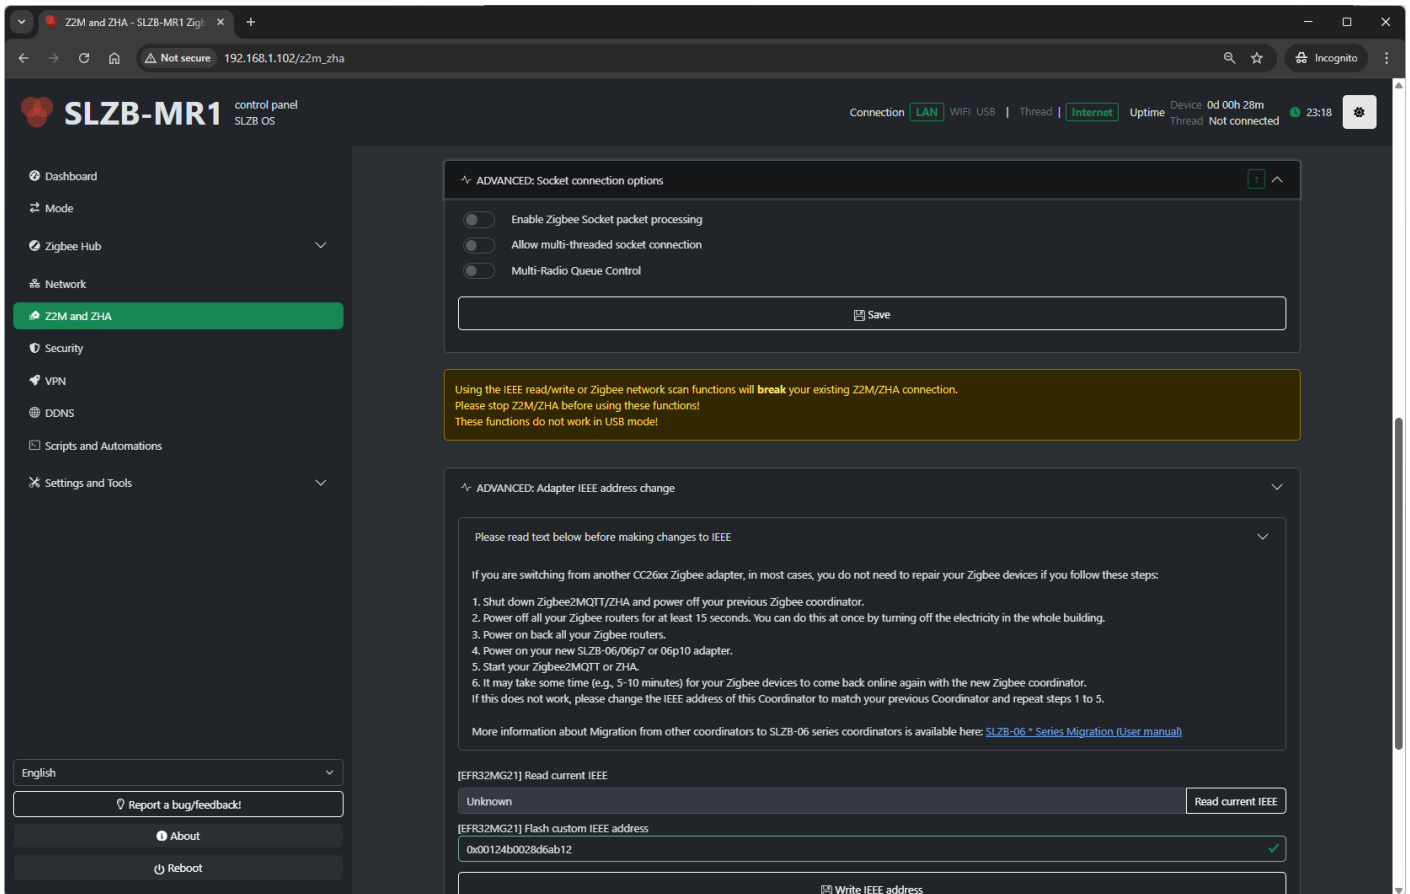 Z2M and ZHA - SLZB-MR1 Zigb
Not secure 192.168.1.102/z2m_zha
Incognito
SLZB-MR1 control panel
SLZB OS
Connection LAN WIFI USB | Thread | Internet Uptime Device 0d 00h 28m
Thread Not connected
23:18
Dashboard
Mode
Zigbee Hub
Network
Z2M and ZHA
Security
VPN
DDNS
Scripts and Automations
Settings and Tools
English
Report a bug/feedback!
About
Reboot
ADVANCED: Socket connection options
?
Enable Zigbee Socket packet processing
Allow multi-threaded socket connection
Multi-Radio Queue Control
Save
Using the IEEE read/write or Zigbee network scan functions will break your existing Z2M/ZHA connection.
Please stop Z2M/ZHA before using these functions!
These functions do not work in USB mode!
ADVANCED: Adapter IEEE address change
Please read text below before making changes to IEEE
If you are switching from another CC26xx Zigbee adapter, in most cases, you do not need to repair your Zigbee devices if you follow these steps:
1. Shut down Zigbee2MQTT/ZHA and power off your previous Zigbee coordinator.
2. Power off all your Zigbee routers for at least 15 seconds. You can do this at once by turning off the electricity in the whole building.
3. Power on back all your Zigbee routers.
4. Power on your new SLZB-06/06p7 or 06p10 adapter.
5. Start your Zigbee2MQTT or ZHA.
6. It may take some time (e.g., 5-10 minutes) for your Zigbee devices to come back online again with the new Zigbee coordinator.
If this does not work, please change the IEEE address of this Coordinator to match your previous Coordinator and repeat steps 1 to 5.
More information about Migration from other coordinators to SLZB-06 series coordinators is available here: SLZB-06 * Series Migration (User manual)
[EFR32MG21] Read current IEEE
Unknown
Read current IEEE
[EFR32MG21] Flash custom IEEE address
0x00124b0028d6ab12
Write IEEE address